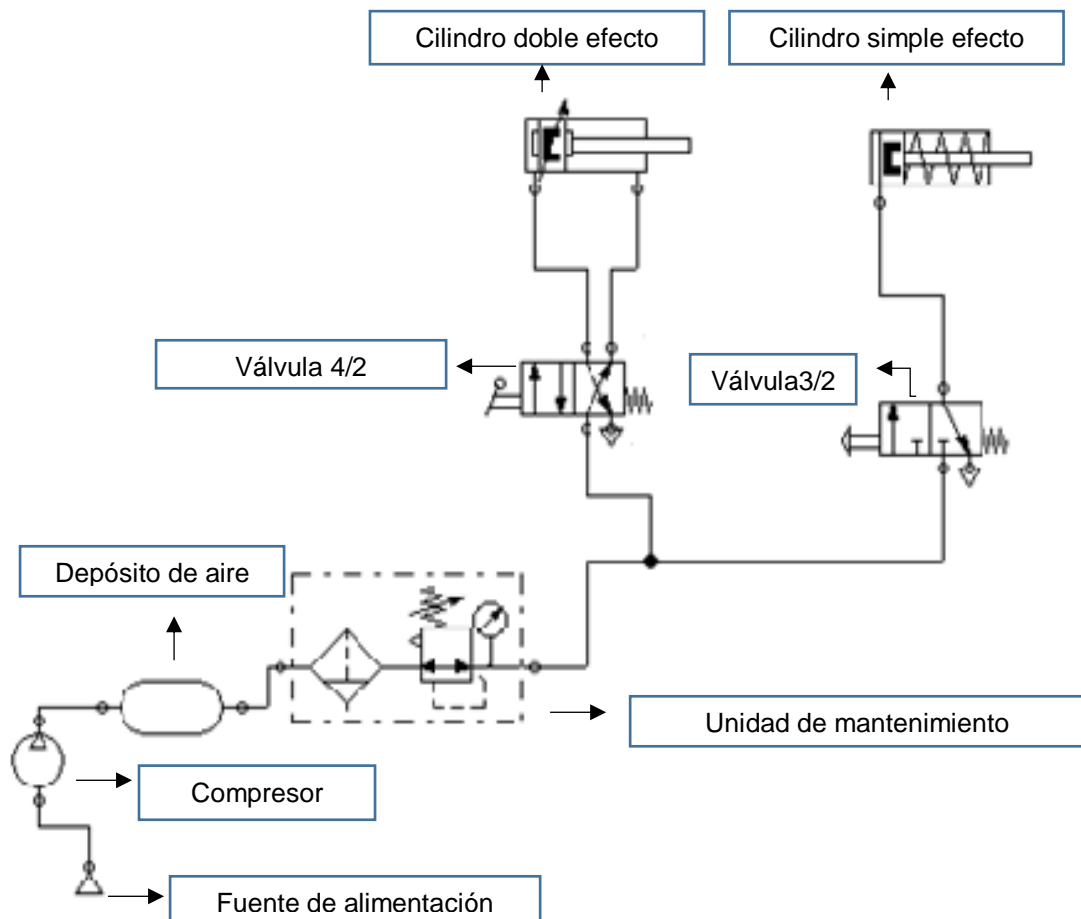 Cilindro doble efecto
Cilindro simple efecto
Válvula 4/2
Válvula3/2
Depósito de aire
Unidad de mantenimiento
Compresor
Fuente de alimentación